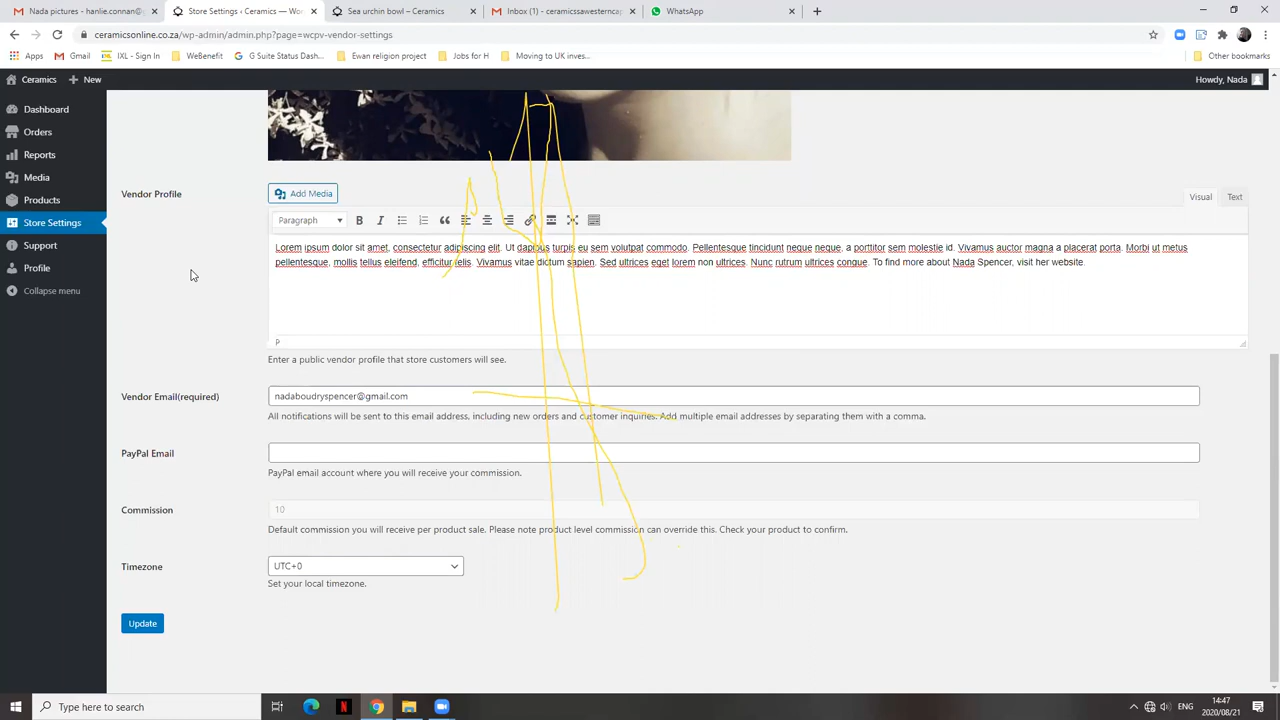 Nada pictures - hanlie.connan@g
Store Settings ‹ Ceramics — Wo
Sea urchin bowl – Ceramics
Inbox (1) - ceramicssawesterncap
WhatsApp
ceramicsonline.co.za/wp-admin/admin.php?page=wcpv-vendor-settings
Apps
Gmail
IXL - Sign In
WeBenefit
G Suite Status Dash...
Ewan religion project
Jobs for H
Moving to UK inves...
Other bookmarks
Ceramics
New
Howdy, Nada
Dashboard
Orders
Reports
Media
Products
Store Settings
Support
Profile
Collapse menu
Vendor Profile
Add Media
Visual
Text
Paragraph
Lorem ipsum dolor sit amet, consectetur adipiscing elit. Ut dapibus turpis eu sem volutpat commodo. Pellentesque tincidunt neque neque, a porttitor sem molestie id. Vivamus auctor magna a placerat porta. Morbi ut metus
pellentesque, mollis tellus eleifend, efficitur felis. Vivamus vitae dictum sapien. Sed ultrices eget lorem non ultrices. Nunc rutrum ultrices congue. To find more about Nada Spencer, visit her website.
P
Enter a public vendor profile that store customers will see.
Vendor Email(required)
nadaboudryspencer@gmail.com
All notifications will be sent to this email address, including new orders and customer inquiries. Add multiple email addresses by separating them with a comma.
PayPal Email
PayPal email account where you will receive your commission.
Commission
10
Default commission you will receive per product sale. Please note product level commission can override this. Check your product to confirm.
Timezone
UTC+0
Set your local timezone.
Update
Type here to search
ENG
14:47
2020/08/21